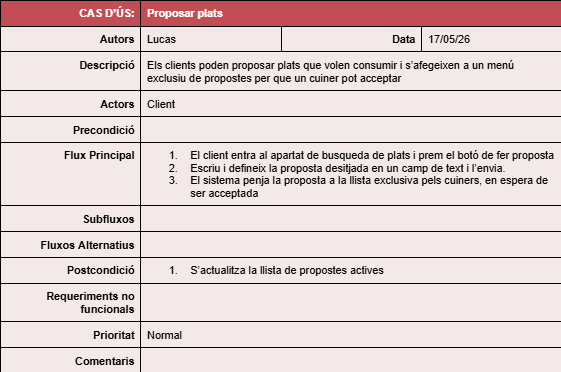 CAS D'ÚS: Proposar plats
Autors Lucas Data 17/05/26
Descripció Els clients poden proposar plats que volen consumir i s'afegeixen a un menú
exclusiu de propostes per que un cuiner pot acceptar
Actors Client
Precondició
Flux Principal 1. El client entra al apartat de busqueda de plats i prem el botó de fer proposta
2. Escriu i defineix la proposta desitjada en un camp de text i l'envia.
3. El sistema penja la proposta a la llista exclusiva pels cuiners, en espera de
ser acceptada
Subfluxos
Fluxos Alternatius
Postcondició 1. S'actualitza la llista de propostes actives
Requeriments no
funcionals
Prioritat Normal
Comentaris